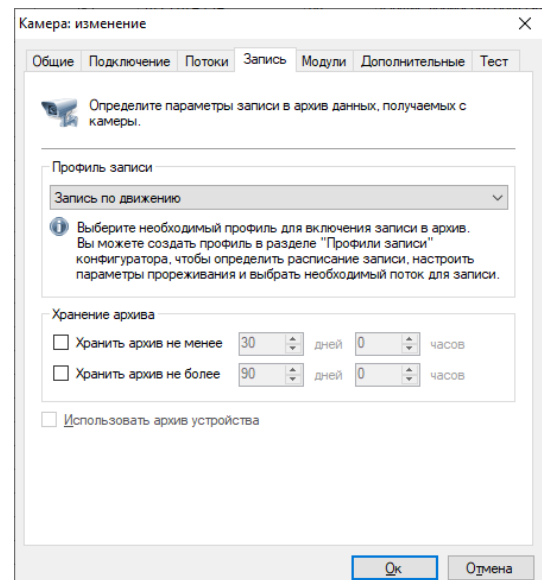 Камера: изменение
Общие Подключение Потоки Запись Модули Дополнительные Тест
Определите параметры записи в архив данных, получаемых с
камеры.
Профиль записи
Запись по движению
Выберите необходимый профиль для включения записи в архив.
Вы можете создать профиль в разделе "Профили записи"
конфигуратора, чтобы определить расписание записи, настроить
параметры прореживания и выбрать необходимый поток для записи.
Хранение архива
Хранить архив не менее 30 дней 0 часов
Хранить архив не более 90 дней 0 часов
Использовать архив устройства
Ок Отмена